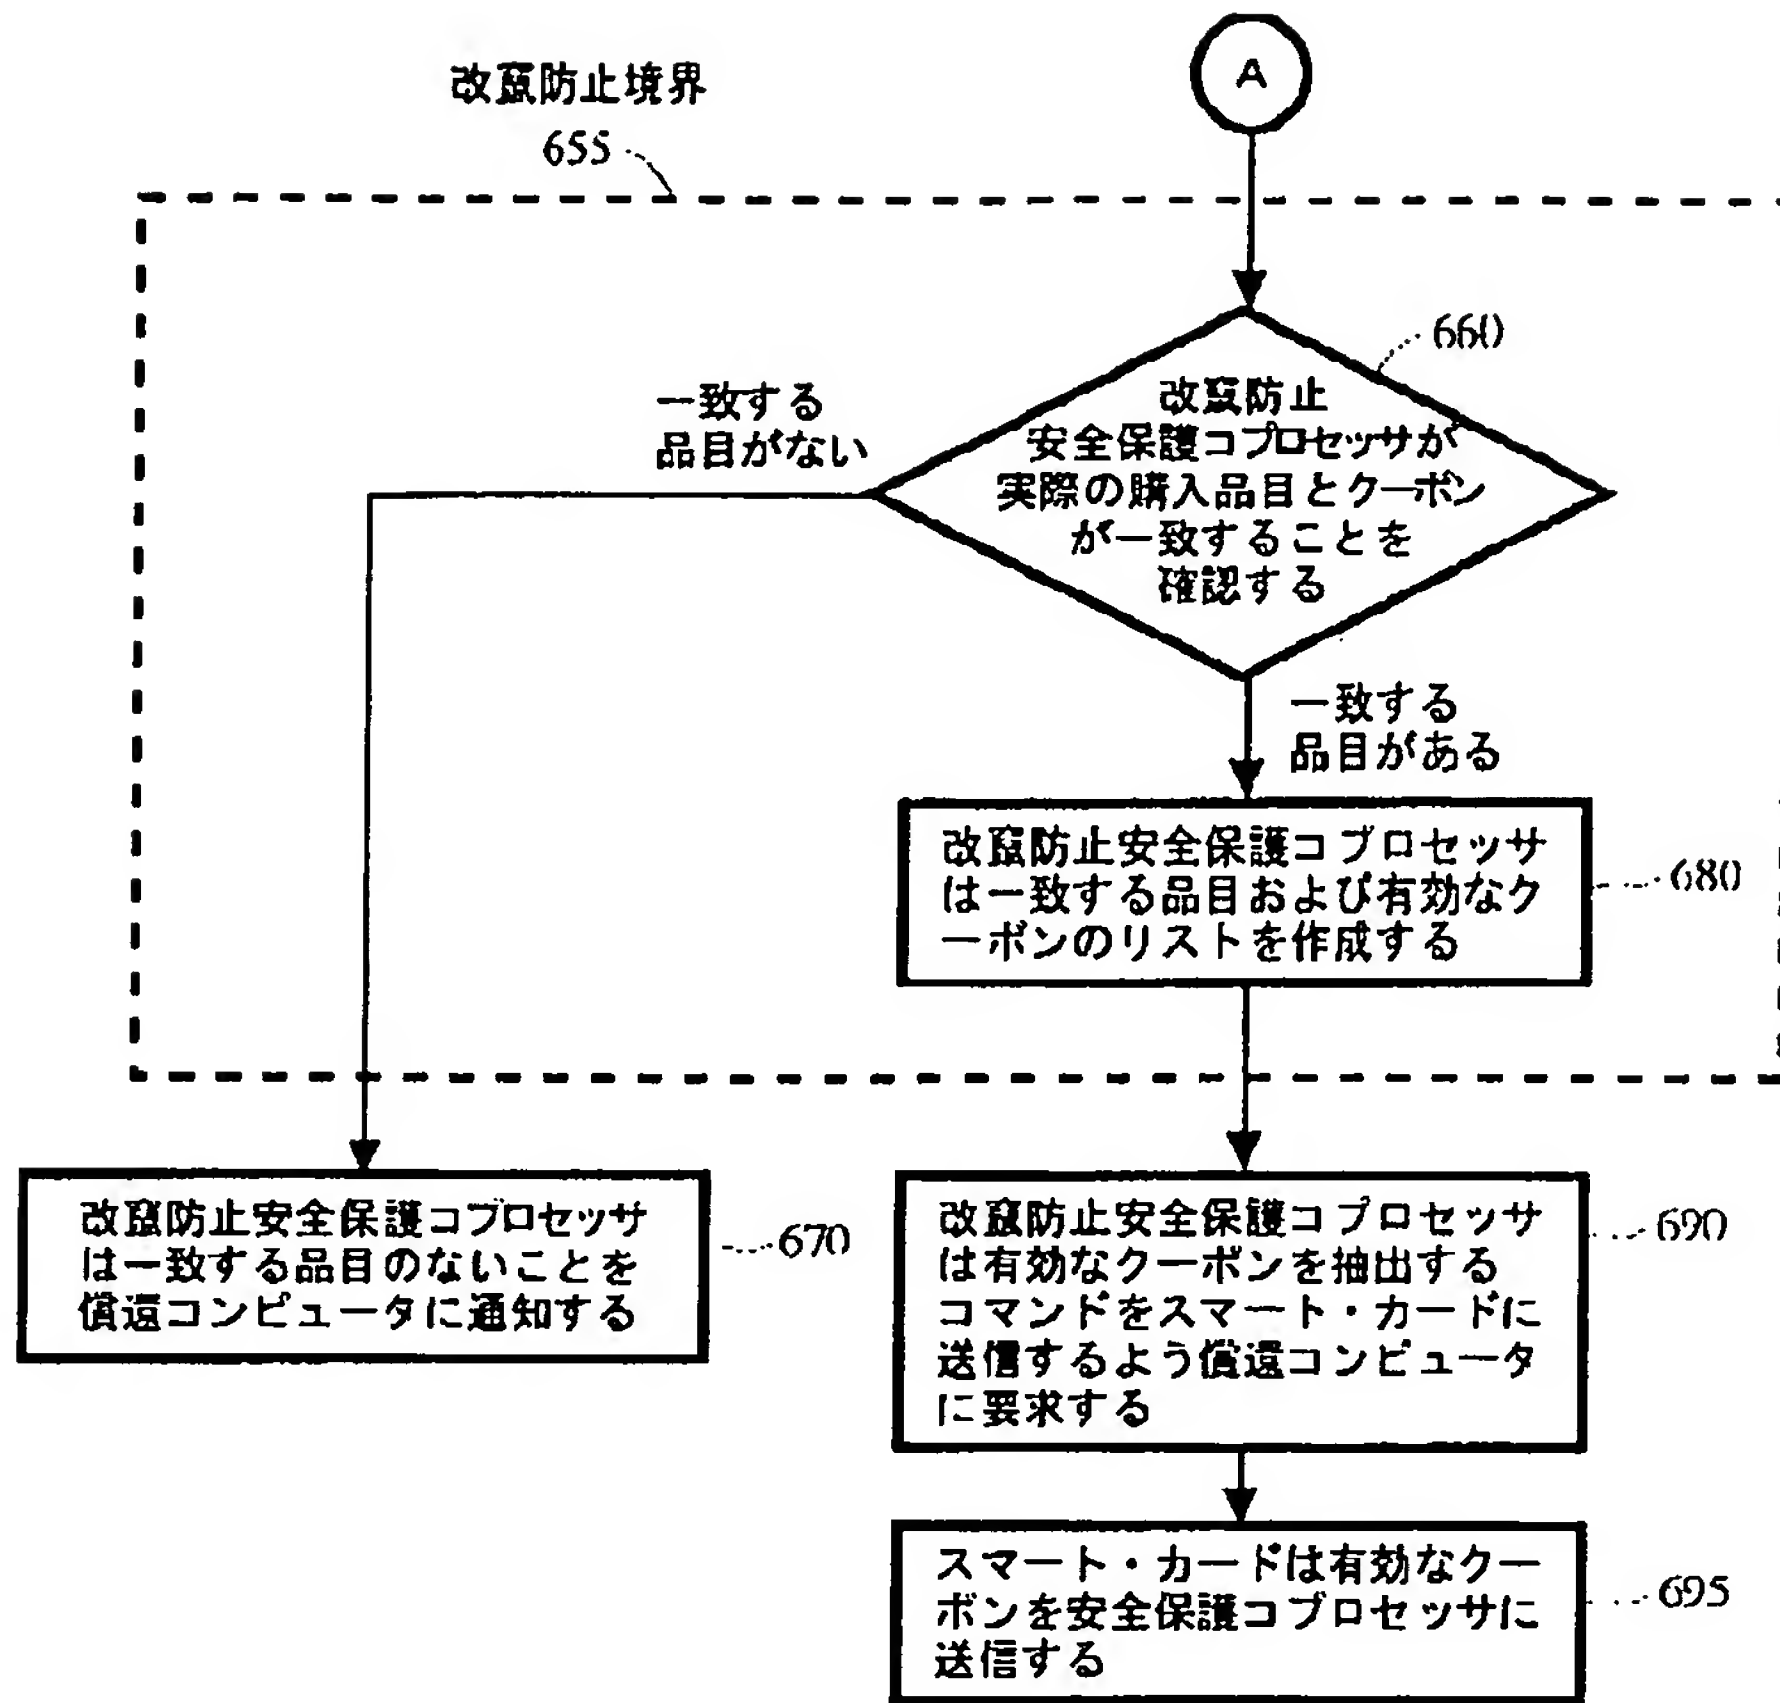 A
改竄防止境界
655
660
一致する
品目がない
改竄防止
安全保護コプロセッサが
実際の購入品目とクーポン
が一致することを
確認する
一致する
品目がある
改竄防止安全保護コプロセッサ
は一致する品目および有効なク
ーポンのリストを作成する
680
改竄防止安全保護コプロセッサ
は一致する品目のないことを
償還コンピュータに通知する
670
改竄防止安全保護コプロセッサ
は有効なクーポンを抽出する
コマンドをスマート・カードに
送信するよう償還コンピュータ
に要求する
690
スマート・カードは有効なクー
ポンを安全保護コプロセッサに
送信する
695